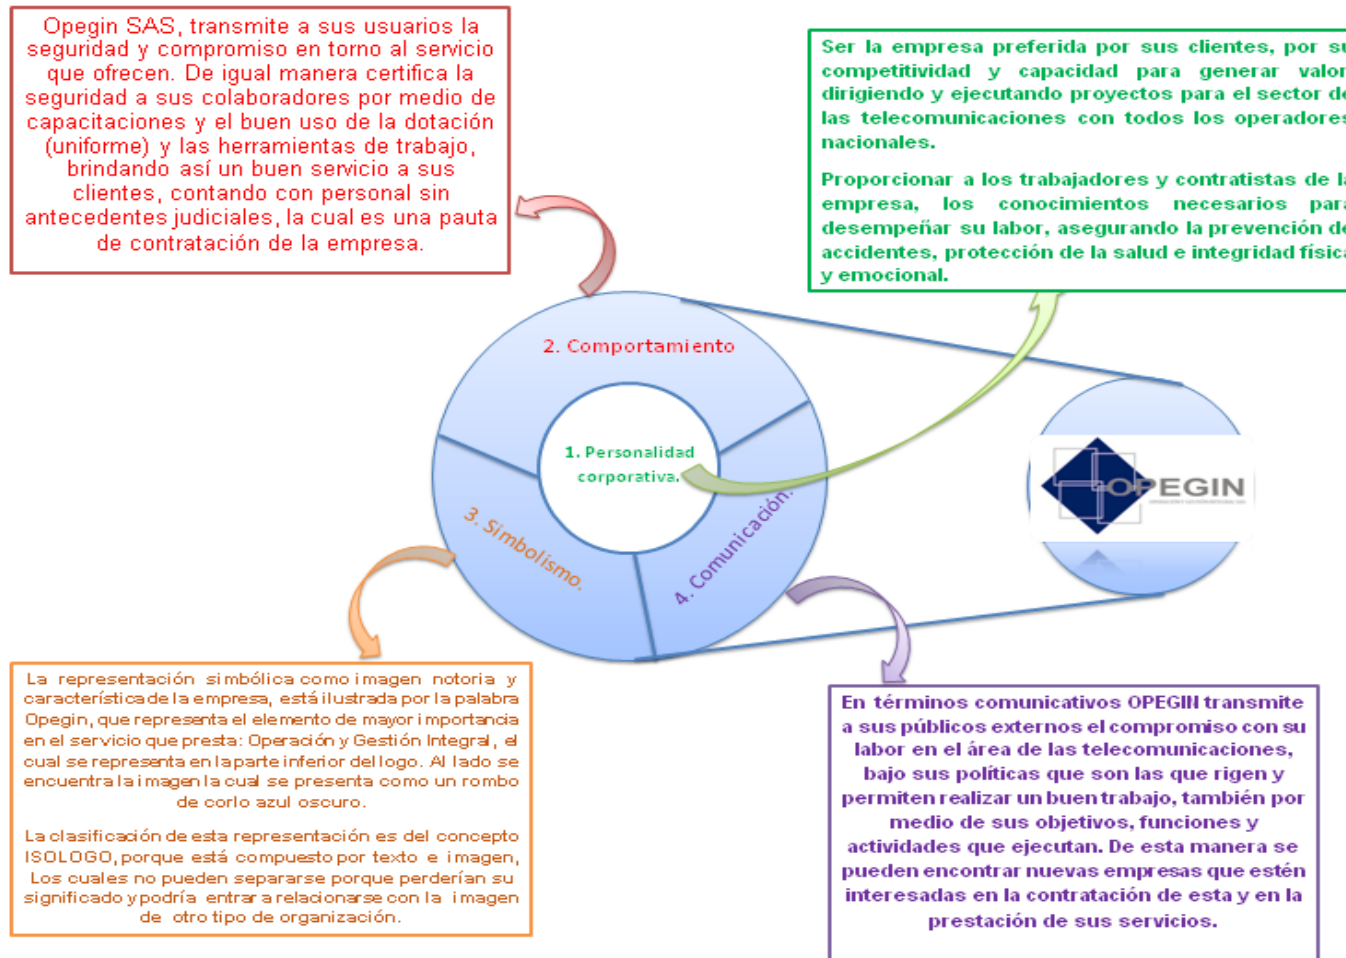 Opegin SAS, transmite a sus usuarios la
seguridad y compromiso en torno al servicio
que ofrecen. De igual manera certifica la
seguridad a sus colaboradores por medio de
capacitaciones y el buen uso de la dotación
(uniforme) y las herramientas de trabajo,
brindando así un buen servicio a sus
clientes, contando con personal sin
antecedentes judiciales, la cual es una pauta
de contratación de la empresa.
Ser la empresa preferida por sus clientes, por su
competitividad y capacidad para generar valor
dirigiendo y ejecutando proyectos para el sector de
las telecomunicaciones con todos los operadores
nacionales.
Proporcionar a los trabajadores y contratistas de la
empresa, los conocimientos necesarios para
desempeñar su labor, asegurando la prevención de
accidentes, protección de la salud e integridad física
y emocional.
2. Comportamiento
1. Personalidad
corporativa.
3. Simbolismo.
4. Comunicación.
OPEGIN
La representación simbólica como imagen notoria y
característica de la empresa, está ilustrada por la palabra
Opegin, que representa el elemento de mayor importancia
en el servicio que presta: Operación y Gestión Integral, el
cual se representa en la parte inferior del logo. Al lado se
encuentra la imagen la cual se presenta como un rombo
de corlo azul oscuro.
La clasificación de esta representación es del concepto
ISOLOGO, porque está compuesto por texto e imagen,
Los cuales no pueden separarse porque perderían su
significado y podría entrar a relacionarse con la imagen
de otro tipo de organización.
En términos comunicativos OPEGIN transmite
a sus públicos externos el compromiso con su
labor en el área de las telecomunicaciones,
bajo sus políticas que son las que rigen y
permiten realizar un buen trabajo, también por
medio de sus objetivos, funciones y
actividades que ejecutan. De esta manera se
pueden encontrar nuevas empresas que estén
interesadas en la contratación de esta y en la
prestación de sus servicios.